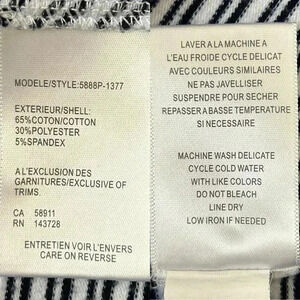 MODELE/STYLE:5888P-1377
EXTERIEUR/SHELL:
65%COTON/COTTON
30%POLYESTER
5%SPANDEX
A L'EXCLUSION DES
GARNITURES/EXCLUSIVE OF
TRIMS
CA 58911
RN 143728
ENTRETIEN VOIR L'ENVERS
CARE ON REVERSE
LAVER A LA MACHINE A
L'EAU FROIDE CYCLE DELICAT
AVEC COULEURS SIMILAIRES
NE PAS JAVELLISER
SUSPENDRE POUR SECHER
REPASSER A BASSE TEMPERATURE
SI NECESSAIRE
MACHINE WASH DELICATE
CYCLE COLD WATER
WITH LIKE COLORS
DO NOT BLEACH
LINE DRY
LOW IRON IF NEEDED